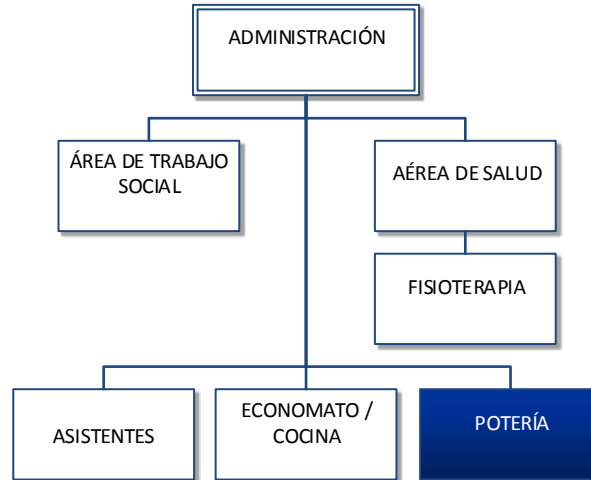 ADMINISTRACIÓN
ÁREA DE TRABAJO
SOCIAL
AÉREA DE SALUD
FISIOTERAPIA
ASISTENTES
ECONOMATO /
COCINA
POTERÍA